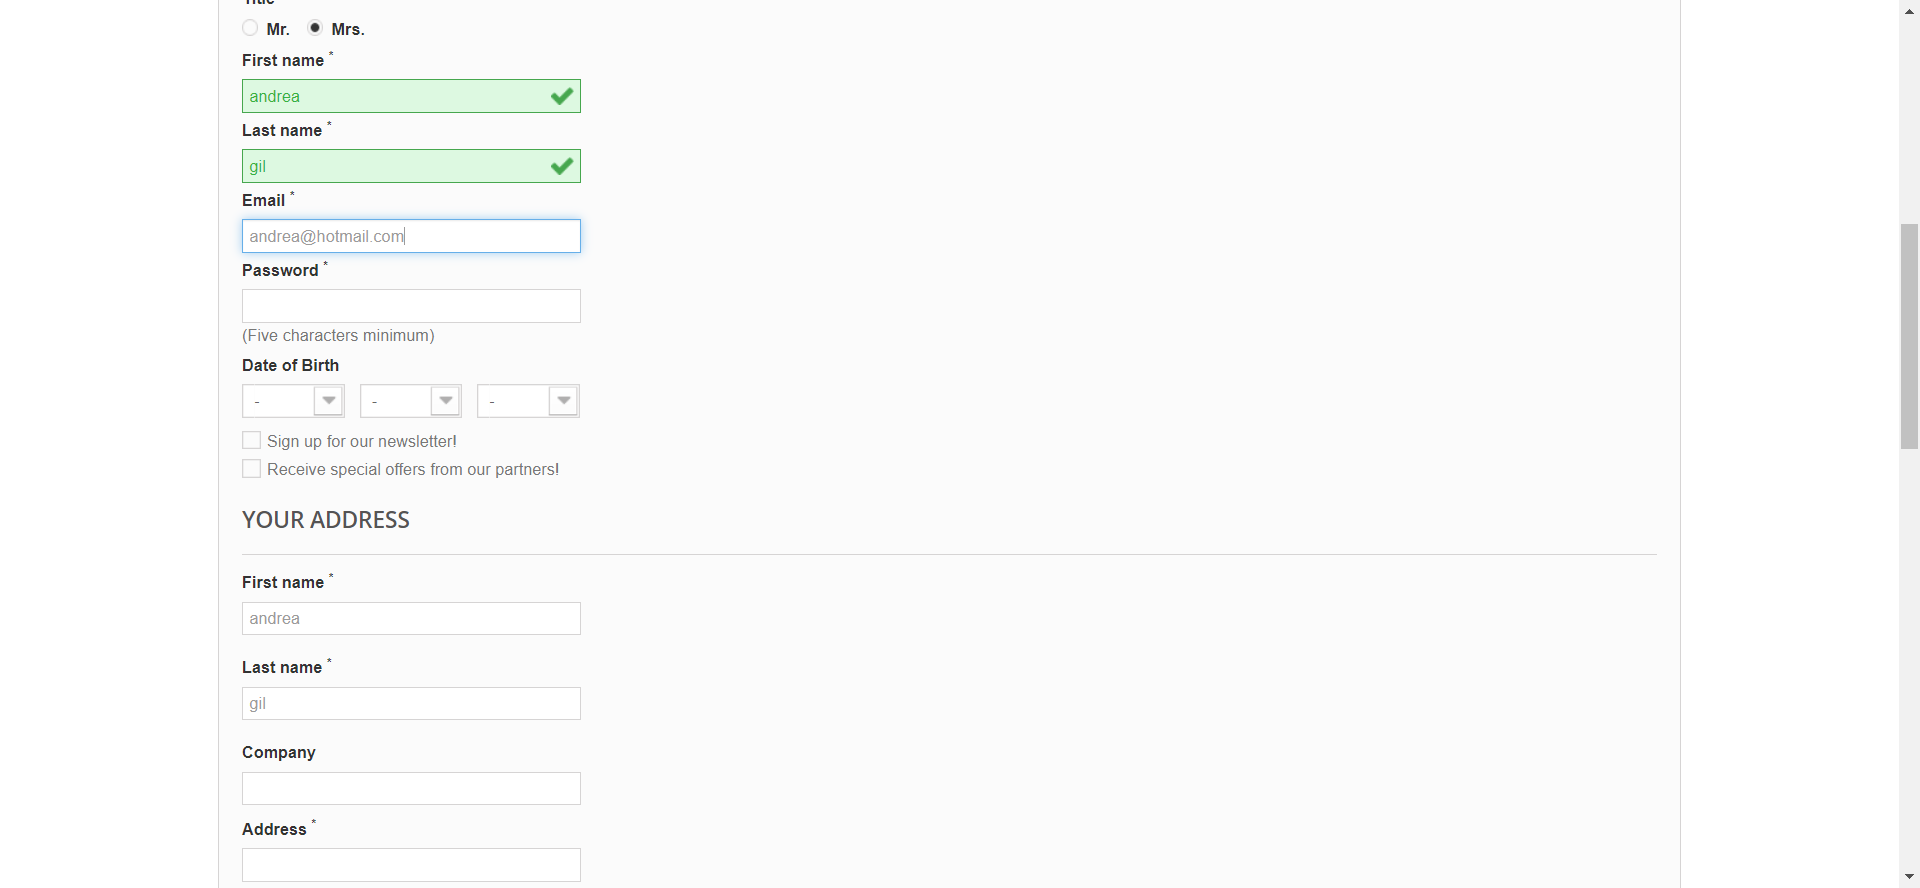 Title
Mr. Mrs.
First name *
andrea
Last name *
gil
Email *
andrea@hotmail.com
Password *
(Five characters minimum)
Date of Birth
- - -
Sign up for our newsletter!
Receive special offers from our partners!
YOUR ADDRESS
First name *
andrea
Last name *
gil
Company
Address *